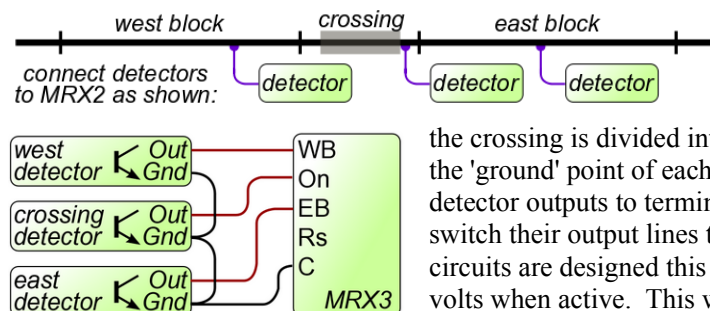 west block
crossing
east block
connect detectors
to MRX2 as shown:
detector
detector
detector
west
detector
Out
Gnd
crossing
detector
Out
Gnd
east
detector
Out
Gnd
WB
On
EB
Rs
C
MRX3
the crossing is divided in
the 'ground' point of each
detector outputs to termin
switch their output lines t
circuits are designed this
volts when active. This w